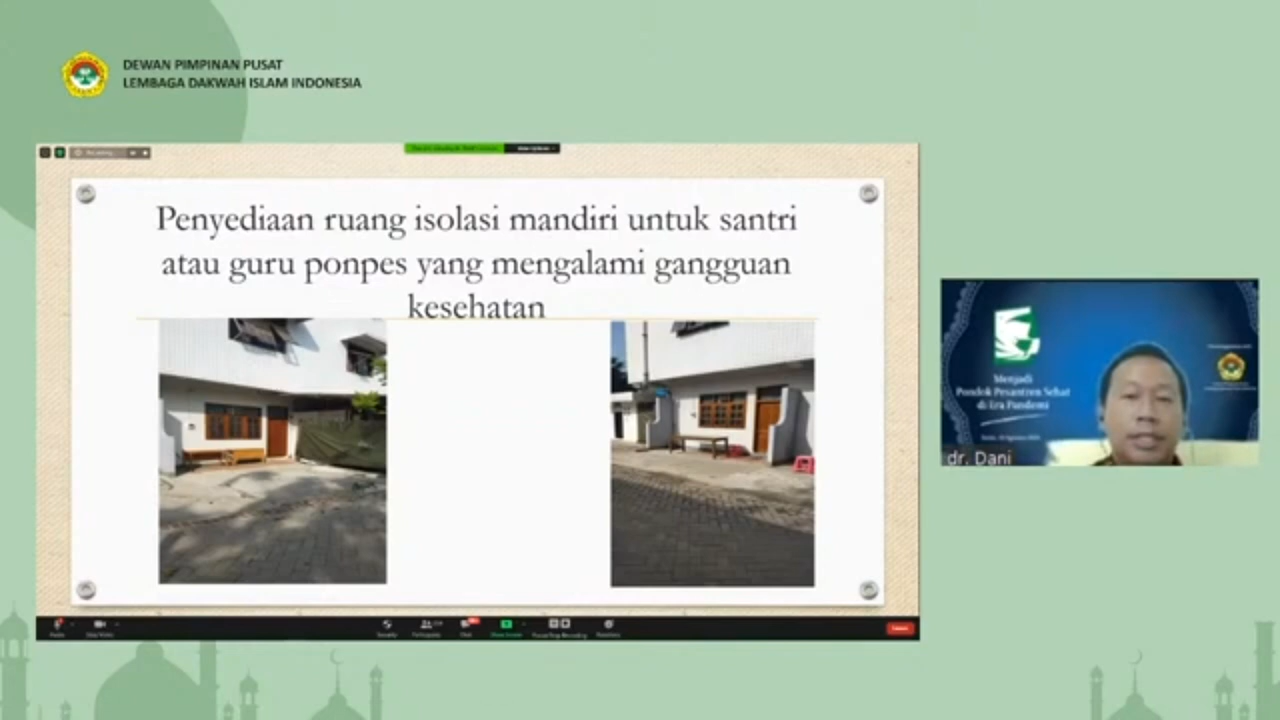 DEWAN PIMPINAN PUSAT
LEMBAGA DAKWAH ISLAM INDONESIA
Penyediaan ruang isolasi mandiri untuk santri
atau guru ponpes yang mengalami gangguan
kesehatan
Menjadi
Pondok Pesantren Sehat
di Era Pandemi
dr. Dani